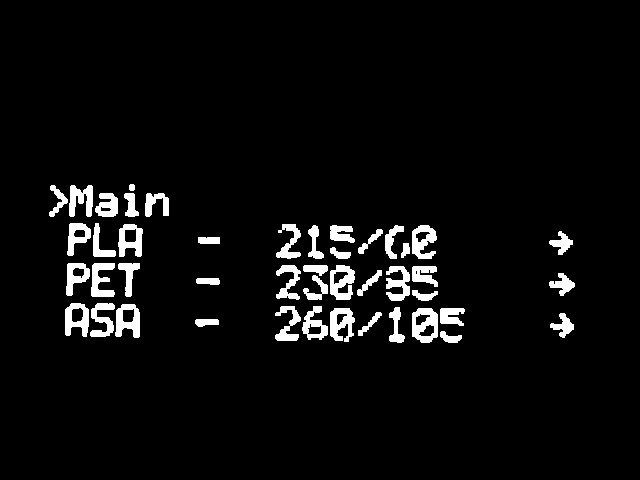 >Main
PLA - 215/60 →
PET - 230/85 →
ASA - 260/105 →